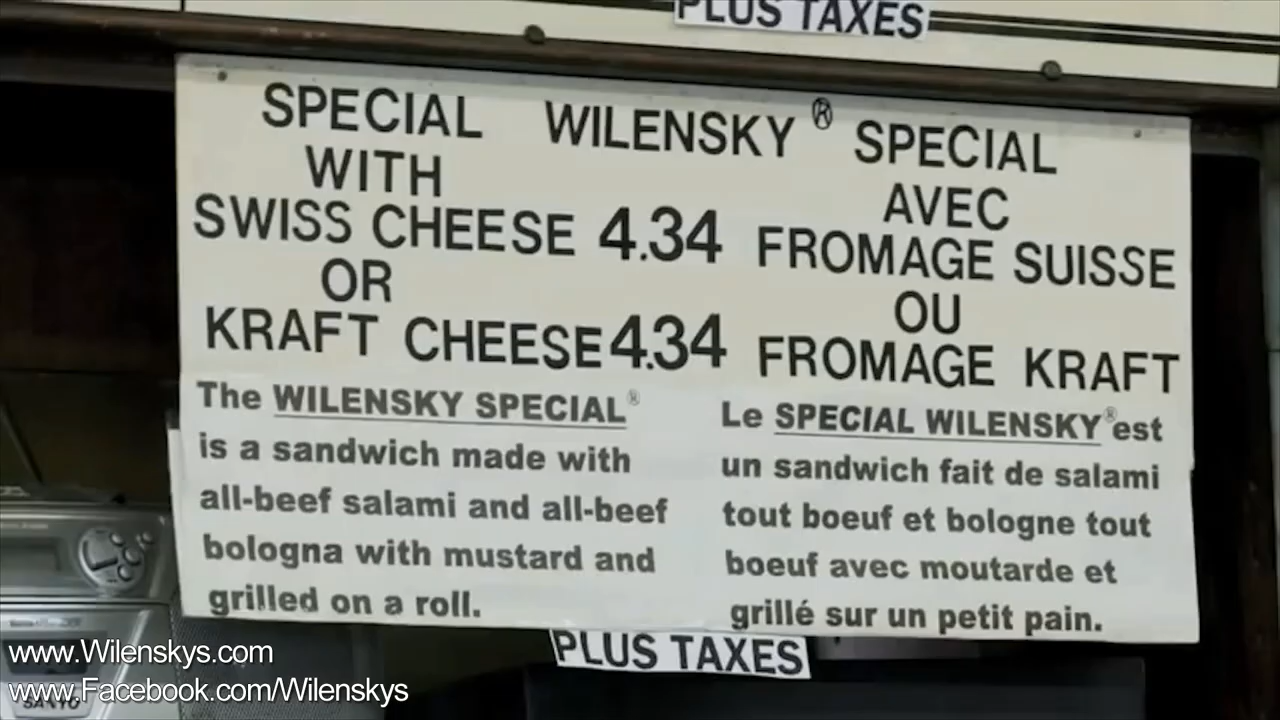 PLUS TAXES
SPECIAL WILENSKY® SPECIAL
WITH AVEC
SWISS CHEESE 4.34 FROMAGE SUISSE
OR OU
KRAFT CHEESE 4.34 FROMAGE KRAFT
The WILENSKY SPECIAL®
is a sandwich made with
all-beef salami and all-beef
bologna with mustard and
grilled on a roll.
Le SPECIAL WILENSKY® est
un sandwich fait de salami
tout boeuf et bologne tout
boeuf avec moutarde et
grillé sur un petit pain.
PLUS TAXES
www.Wilenskys.com
www.Facebook.com/Wilenskys
SANYO